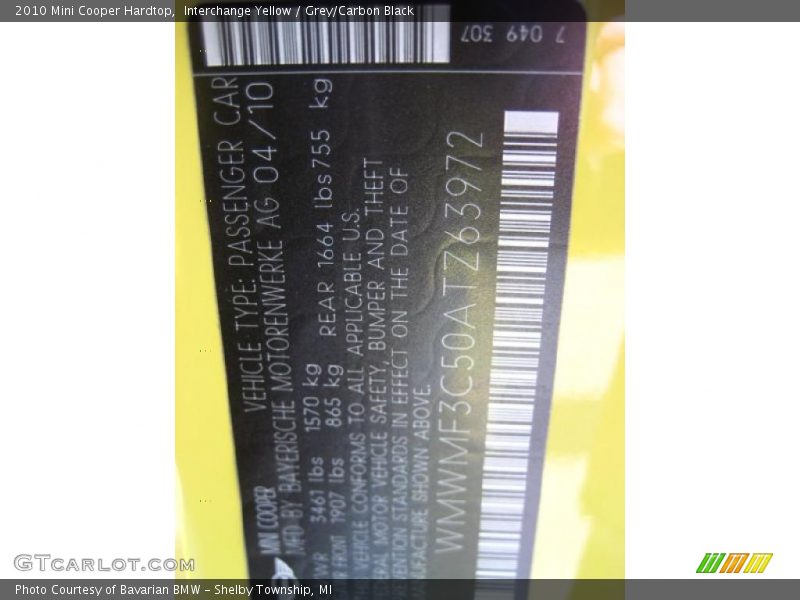 2010 Mini Cooper Hardtop, Interchange Yellow / Grey/Carbon Black
7 049 307
VEHICLE TYPE: PASSENGER CAR
MINI COOPER
MFD BY BAYERISCHE MOTORENWERKE AG 04/10
3461 lbs 1570 kg
FRONT 1907 lbs 865 kg REAR 1664 lbs 755 kg
VEHICLE CONFORMS TO ALL APPLICABLE U.S.
MOTOR VEHICLE SAFETY, BUMPER AND THEFT
STANDARDS IN EFFECT ON THE DATE OF
MANUFACTURE SHOWN ABOVE.
WMWMF3C50ATZ63972
GTCarLot.com
Photo Courtesy of Bavarian BMW – Shelby Township, MI